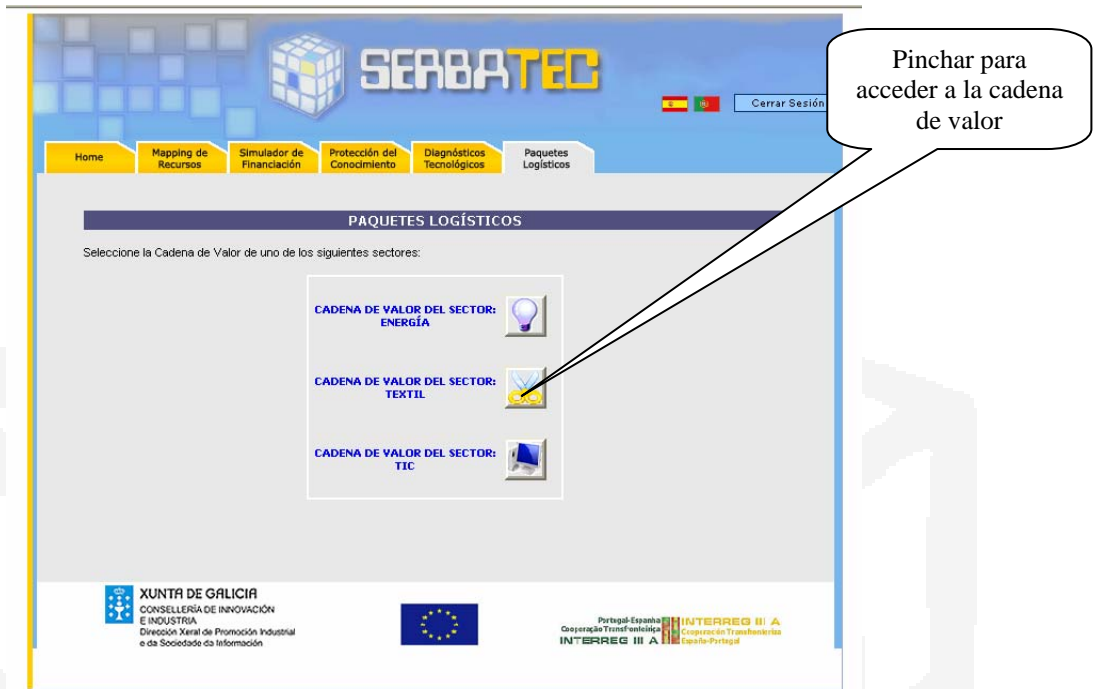 SERBATEC
Pinchar para
acceder a la cadena
de valor
Cerrar Sesión
Home
Mapping de
Recursos
Simulador de
Financiación
Protección del
Conocimiento
Diagnósticos
Tecnológicos
Paquetes
Logísticos
PAQUETES LOGÍSTICOS
Seleccione la Cadena de Valor de uno de los siguientes sectores:
CADENA DE VALOR DEL SECTOR:
ENERGÍA
CADENA DE VALOR DEL SECTOR:
TEXTIL
CADENA DE VALOR DEL SECTOR:
TIC
XUNTA DE GALICIA
CONSELLERÍA DE INNOVACIÓN
E INDUSTRIA
Dirección Xeral de Promoción Industrial
e da Sociedade da Información
Portugal-Espanha
Cooperação Transfronteiriça
INTERREG III A
INTERREG III A
Cooperación Transfronteriza
España-Portugal